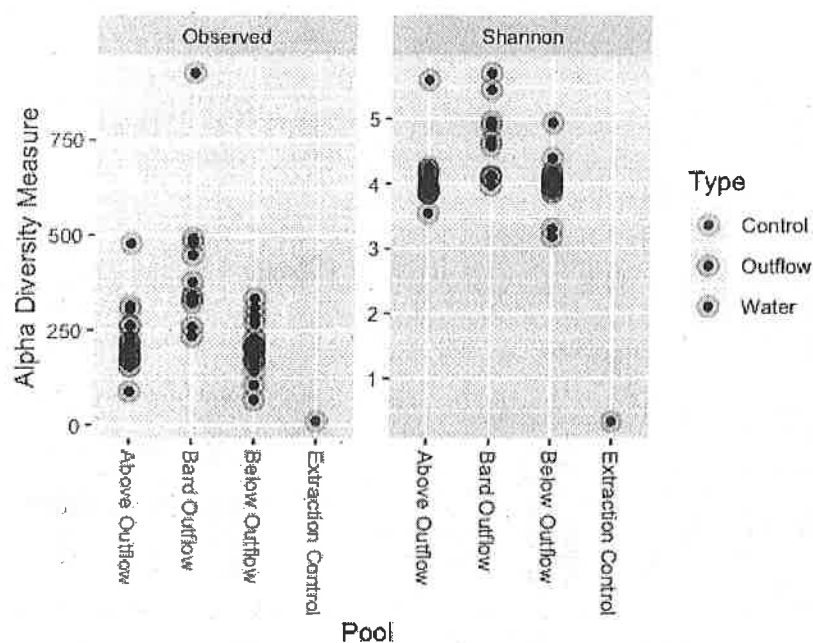 Observed
Shannon
Alpha Diversity Measure
750
500
250
0
5
4
3
2
1
Above Outflow
Bard Outflow
Below Outflow
Extraction Control
Above Outflow
Bard Outflow
Below Outflow
Extraction Control
Pool
Type
Control
Outflow
Water